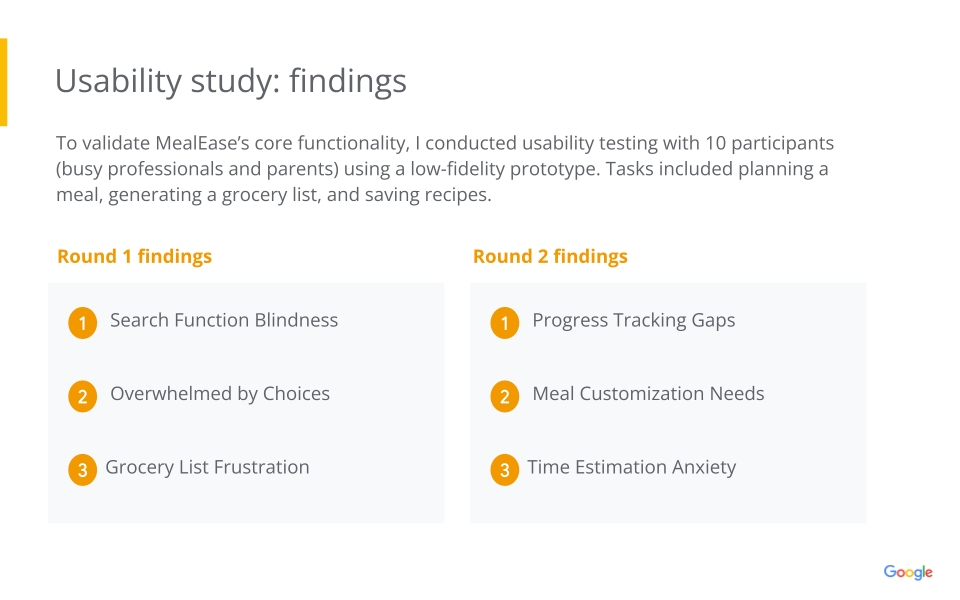 Usability study: findings
To validate MealEase’s core functionality, I conducted usability testing with 10 participants
(busy professionals and parents) using a low-fidelity prototype. Tasks included planning a
meal, generating a grocery list, and saving recipes.
Round 1 findings
1 Search Function Blindness
2 Overwhelmed by Choices
3 Grocery List Frustration
Round 2 findings
1 Progress Tracking Gaps
2 Meal Customization Needs
3 Time Estimation Anxiety
Google